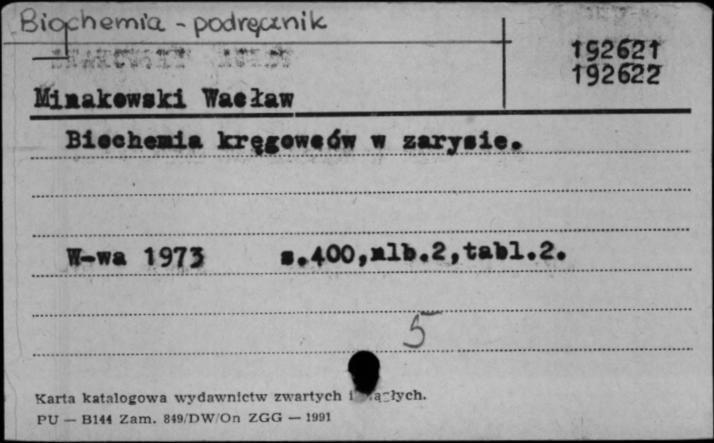 Biochemia - podręcznik
192621
192622
Minakowski Wacław
Biochemia kręgowców w zarysie.
W-wa 1973 s.400,nlb.2,tabl.2.
5
Karta katalogowa wydawnictw zwartych i
PU — B144 Zam. 849/DW/On ZGG — 1991